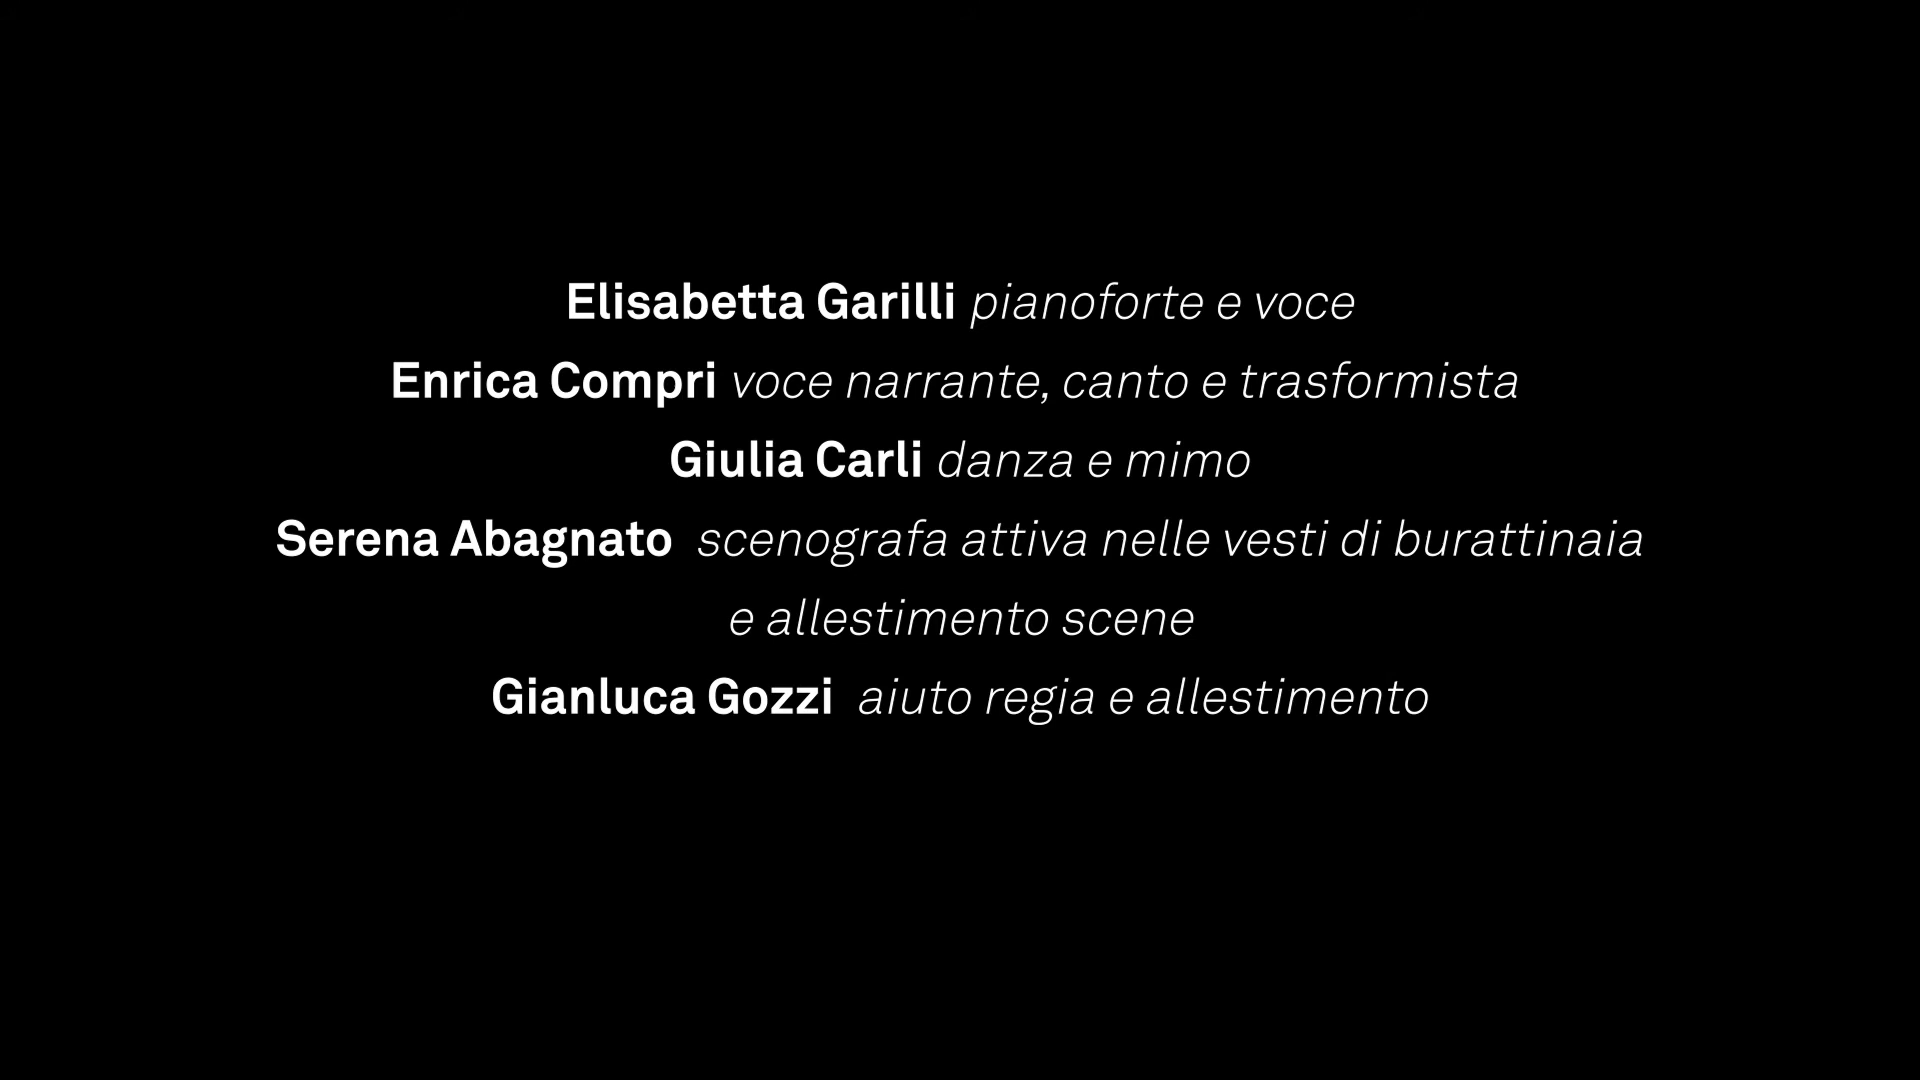 Elisabetta Garilli pianoforte e voce
Enrica Compri voce narrante, canto e trasformista
Giulia Carli danza e mimo
Serena Abagnato scenografa attiva nelle vesti di burattinaia
e allestimento scene
Gianluca Gozzi aiuto regia e allestimento